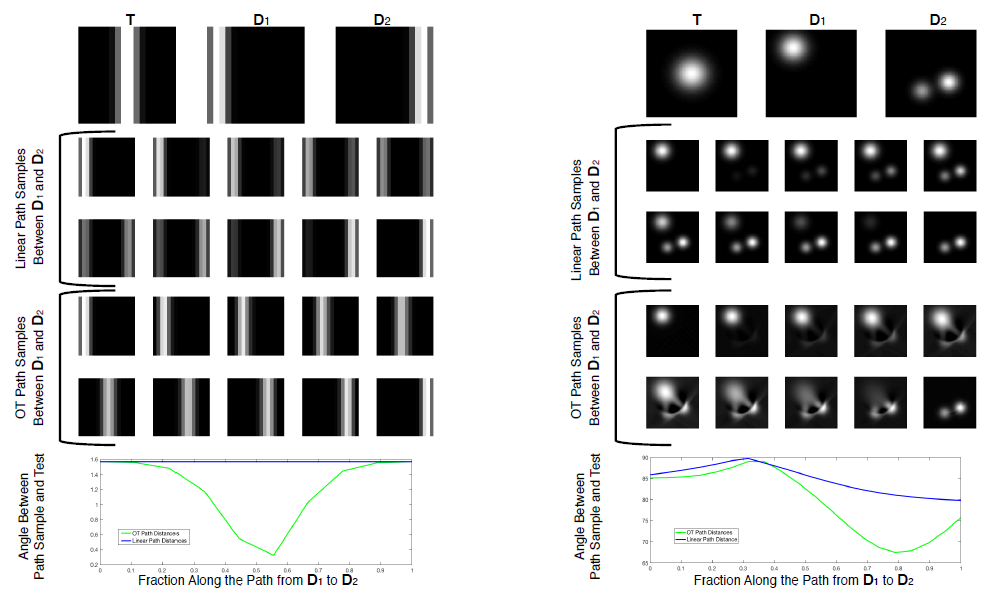 T D1 D2
Linear Path Samples
Between D1 and D2
OT Path Samples
Between D1 and D2
Angle Between
Path Sample and Test
1.6
1.4
1.2
1
0.8
0.6
0.4
0.2
OT Path Distances
Linear Path Distances
0 0.1 0.2 0.3 0.4 0.5 0.6 0.7 0.8 0.9 1
Fraction Along the Path from D1 to D2
T D1 D2
Linear Path Samples
Between D1 and D2
OT Path Samples
Between D1 and D2
Angle Between
Path Sample and Test
90
85
80
75
70
65
OT Path Distances
Linear Path Distance
0 0.1 0.2 0.3 0.4 0.5 0.6 0.7 0.8 0.9 1
Fraction Along the Path from D1 to D2